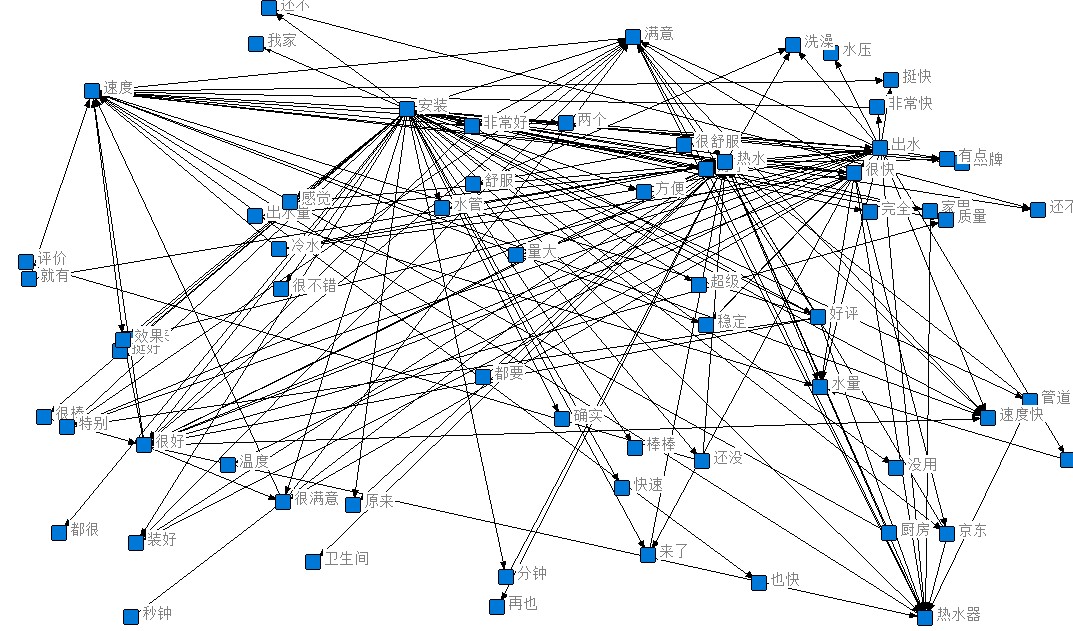 还不
我家
满意
洗澡
水压
速度
挺快
安装
非常快
非常好
两个
很舒服
出水
热水
有点
牌
很快
舒服
方便
感觉
水管
出水量
完全
还不
质量
冷水
量大
评价
就有
很不错
超级
好评
稳定
效果
挺好
都要
水量
管道
很棒
特别
确实
速度快
很好
棒棒
温度
还没
没用
快速
很满意
原来
都很
装好
厨房
京东
卫生间
来了
分钟
也快
再也
秒钟
热水器